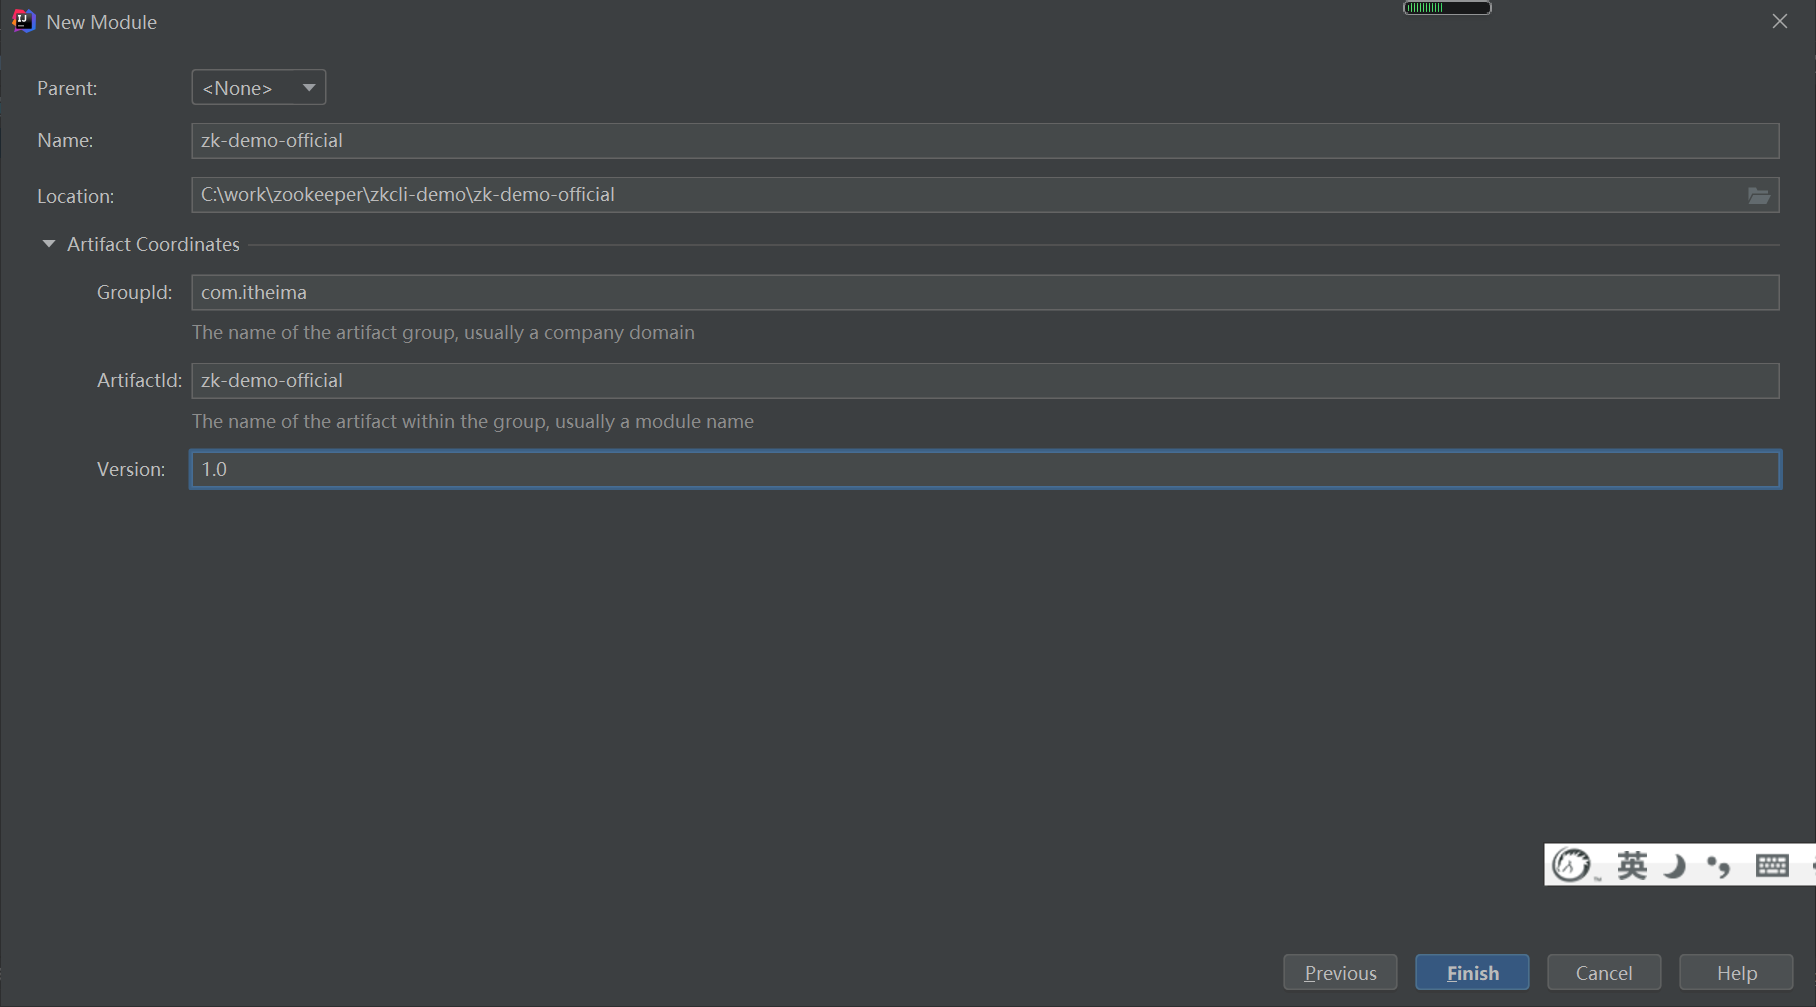 New Module
Parent: <None>
Name: zk-demo-official
Location: C:\work\zookeeper\zkcli-demo\zk-demo-official
Artifact Coordinates
GroupId: com.itheima
The name of the artifact group, usually a company domain
ArtifactId: zk-demo-official
The name of the artifact within the group, usually a module name
Version: 1.0
英
Previous Finish Cancel Help